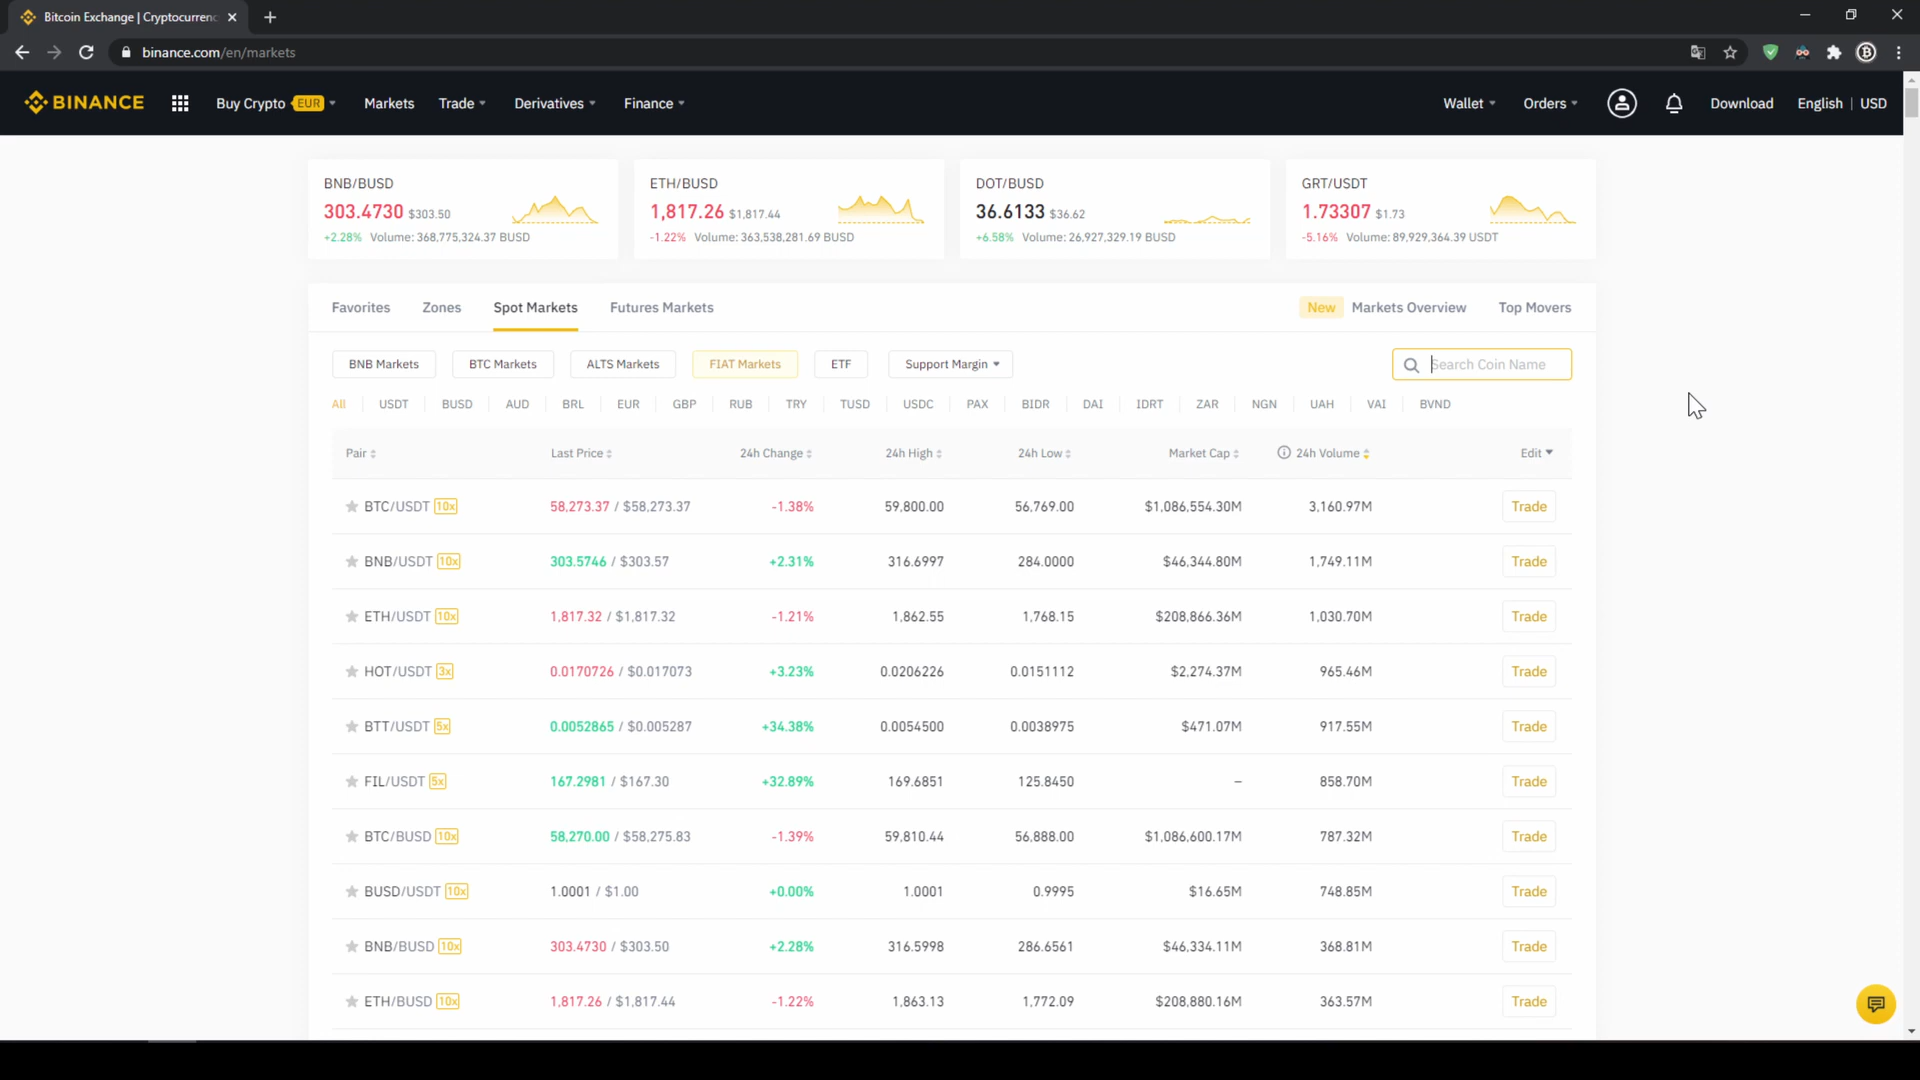 Bitcoin Exchange | Cryptocurrenc
binance.com/en/markets
BINANCE Buy Crypto EUR Markets Trade Derivatives Finance Wallet Orders Download English | USD
BNB/BUSD
303.4730 $303.50
+2.28% Volume: 368,775,324.37 BUSD
ETH/BUSD
1,817.26 $1,817.44
-1.22% Volume: 363,538,281.69 BUSD
DOT/BUSD
36.6133 $36.62
+6.58% Volume: 26,927,329.19 BUSD
GRT/USDT
1.73307 $1.73
-5.16% Volume: 89,929,364.39 USDT
Favorites Zones Spot Markets Futures Markets New Markets Overview Top Movers
BNB Markets BTC Markets ALTS Markets FIAT Markets ETF Support Margin Search Coin Name
All USDT BUSD AUD BRL EUR GBP RUB TRY TUSD USDC PAX BIDR DAI IDRT ZAR NGN UAH VAI BVND
Pair Last Price 24h Change 24h High 24h Low Market Cap 24h Volume Edit
BTC/USDT 10x 58,273.37 / $58,273.37 -1.38% 59,800.00 56,769.00 $1,086,554.30M 3,160.97M Trade
BNB/USDT 10x 303.5746 / $303.57 +2.31% 316.6997 284.0000 $46,344.80M 1,749.11M Trade
ETH/USDT 10x 1,817.32 / $1,817.32 -1.21% 1,862.55 1,768.15 $208,866.36M 1,030.70M Trade
HOT/USDT 3x 0.0170726 / $0.017073 +3.23% 0.0206226 0.0151112 $2,274.37M 965.46M Trade
BTT/USDT 5x 0.0052865 / $0.005287 +34.38% 0.0054500 0.0038975 $471.07M 917.55M Trade
FIL/USDT 5x 167.2981 / $167.30 +32.89% 169.6851 125.8450 – 858.70M Trade
BTC/BUSD 10x 58,270.00 / $58,275.83 -1.39% 59,810.44 56,888.00 $1,086,600.17M 787.32M Trade
BUSD/USDT 10x 1.0001 / $1.00 +0.00% 1.0001 0.9995 $16.65M 748.85M Trade
BNB/BUSD 10x 303.4730 / $303.50 +2.28% 316.5998 286.6561 $46,334.11M 368.81M Trade
ETH/BUSD 10x 1,817.26 / $1,817.44 -1.22% 1,863.13 1,772.09 $208,880.16M 363.57M Trade